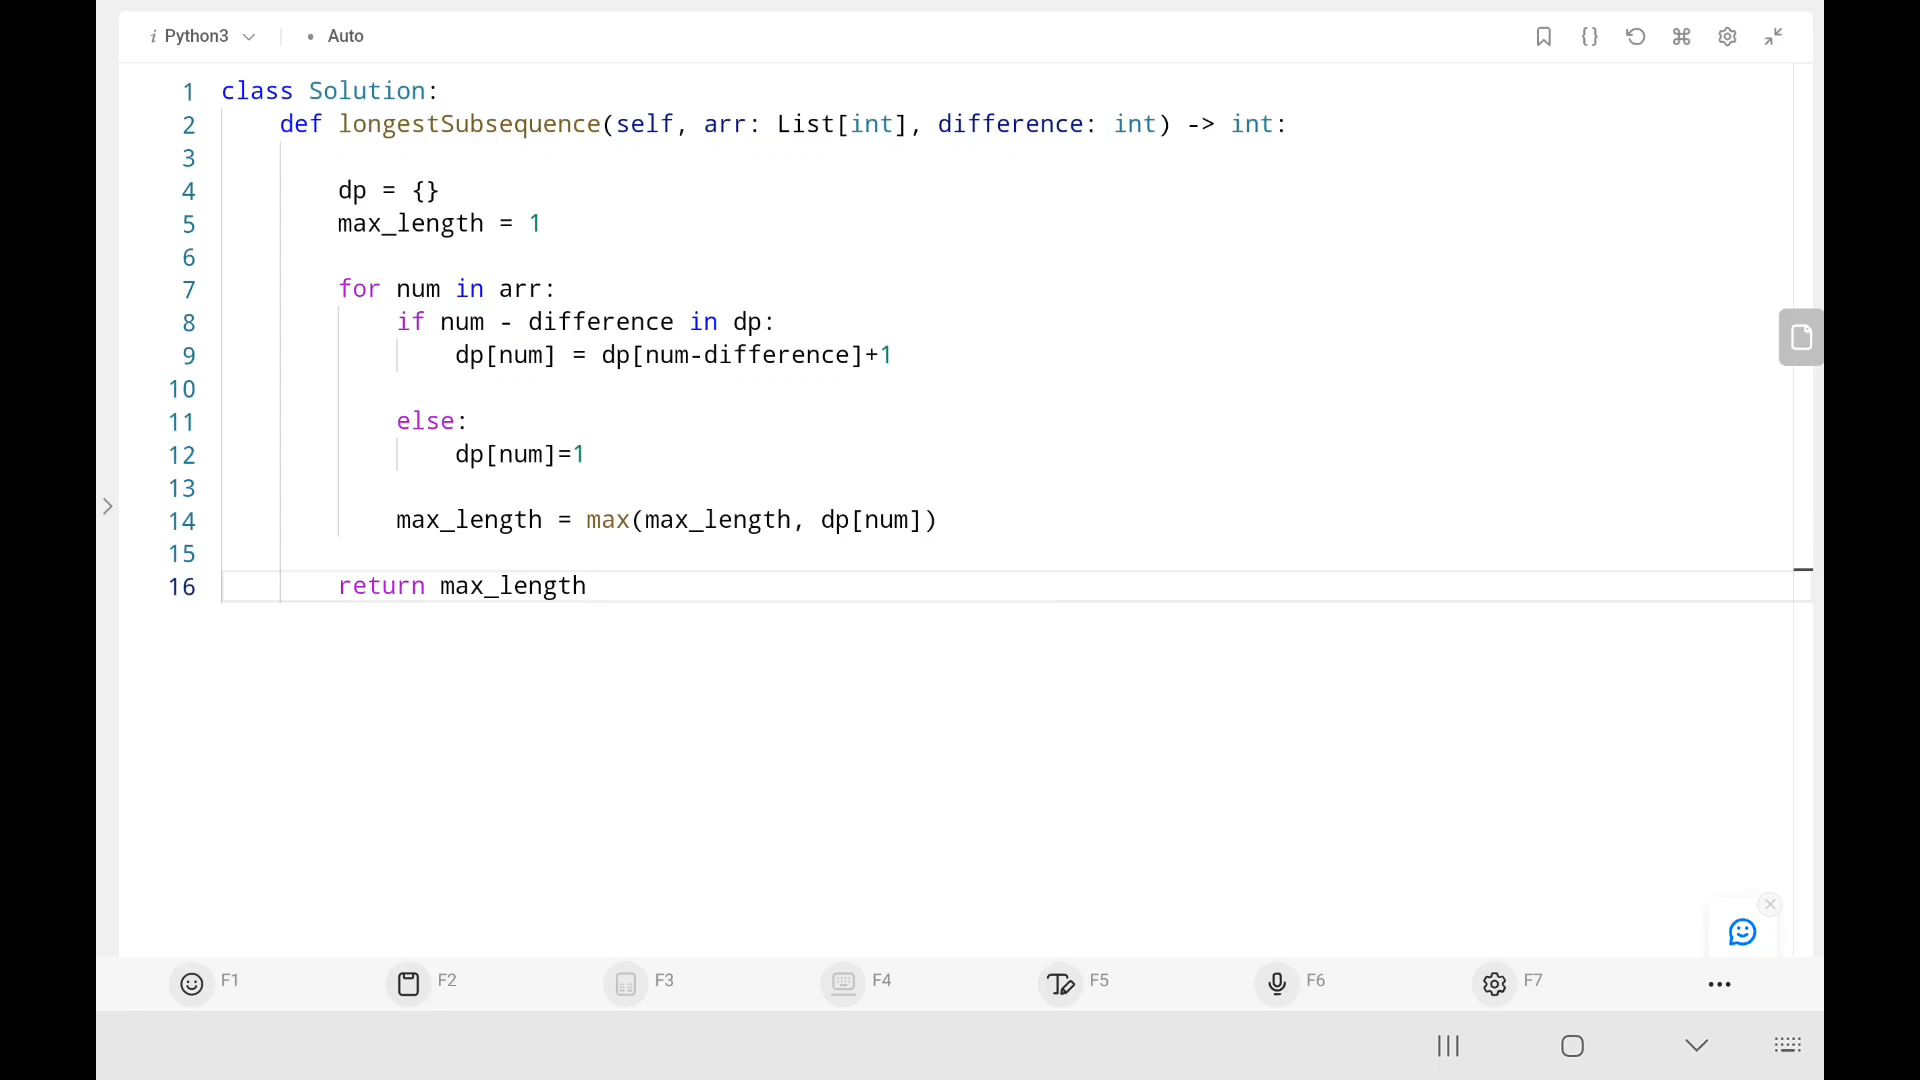 i Python3 • Auto
1 class Solution:
2 def longestSubsequence(self, arr: List[int], difference: int) -> int:
3
4 dp = {}
5 max_length = 1
6
7 for num in arr:
8 if num - difference in dp:
9 dp[num] = dp[num-difference]+1
10
11 else:
12 dp[num]=1
13
14 max_length = max(max_length, dp[num])
15
16 return max_length
F1 F2 F3 F4 F5 F6 F7